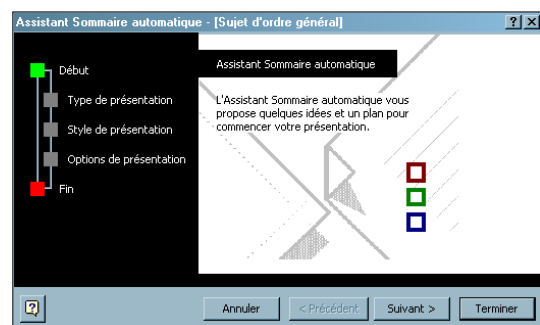 Assistant Sommaire automatique - [Sujet d'ordre général]
Début
Type de présentation
Style de présentation
Options de présentation
Fin
Assistant Sommaire automatique
L'Assistant Sommaire automatique vous
propose quelques idées et un plan pour
commencer votre présentation.
Annuler
< Précédent
Suivant >
Terminer